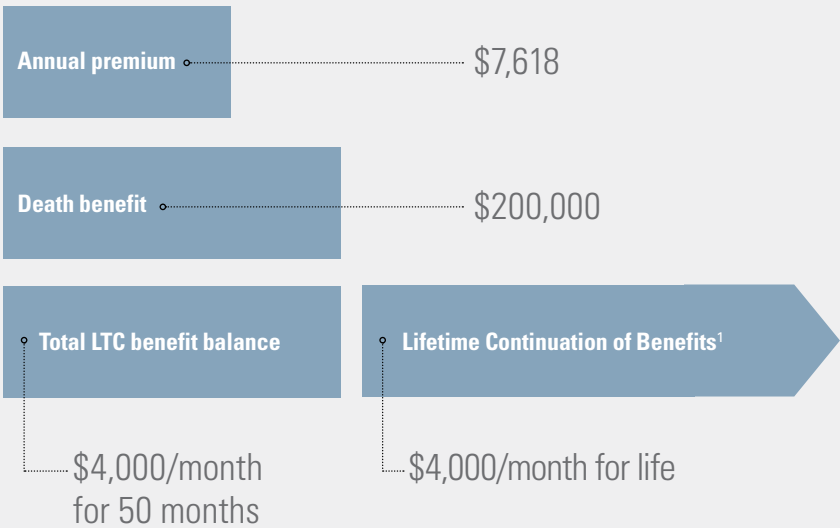 Annual premium $7,618
Death benefit $200,000
Total LTC benefit balance
$4,000/month
for 50 months
Lifetime Continuation of Benefits¹
$4,000/month for life